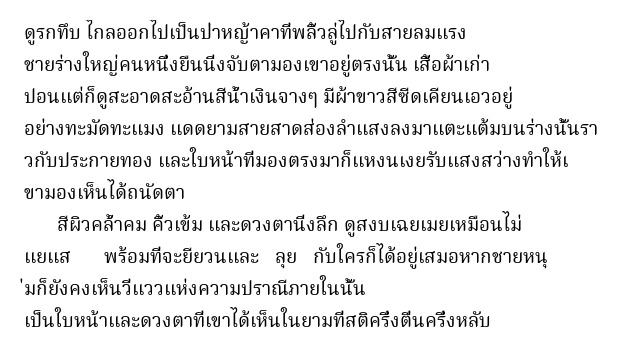 ดูรกทึบ ไกลออกไปเป็นป่าหญ้าคาที่พลิ้วลู่ไปกับสายลมแรง
ชายร่างใหญ่คนหนึ่งยืนนิ่งจับตามองเขาอยู่ตรงนั้น เสื้อผ้าเก่า
ปอนแต่ก็ดูสะอาดสะอ้านสีน้ำเงินจางๆ มีผ้าขาวสีซีดเคียนเอวอยู่
อย่างทะมัดทะแมง แดดยามสายสาดส่องลำแสงลงมาแตะแต้มบนร่างนั้นรา
วกับประกายทอง และใบหน้าที่มองตรงมาก็แหงนเงยรับแสงสว่างทำให้เ
ขามองเห็นได้ถนัดตา
สีผิวคล้ำคม คิ้วเข้ม และดวงตานิ่งลึก ดูสงบเฉยเมยเหมือนไม่
แยแส พร้อมที่จะยียวนและ ลุย กับใครก็ได้อยู่เสมอหากชายหนุ
่มก็ยังคงเห็นวี่แววแห่งความปราณีภายในนั้น
เป็นใบหน้าและดวงตาที่เขาได้เห็นในยามที่สติครึ่งตื่นครึ่งหลับ